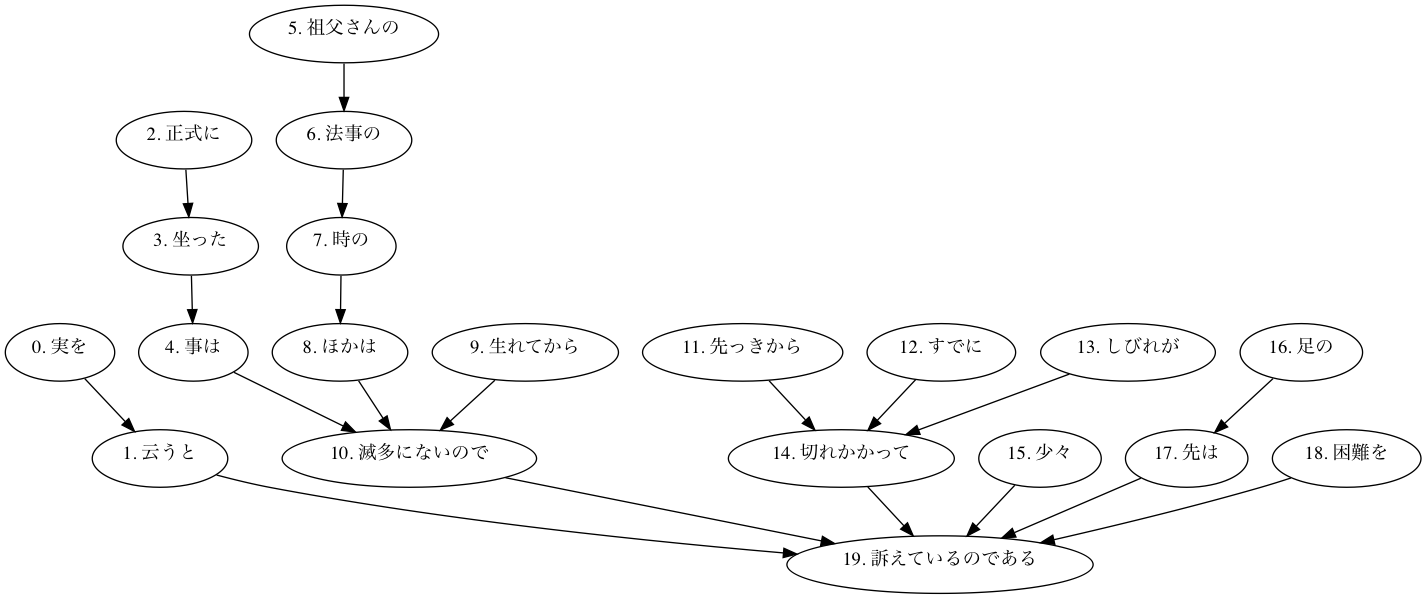 5. 祖父さんの
2. 正式に
6. 法事の
3. 坐った
7. 時の
0. 実を
4. 事は
8. ほかは
9. 生れてから
11. 先っきから
12. すでに
13. しびれが
16. 足の
1. 云うと
10. 滅多にないので
14. 切れかかって
15. 少々
17. 先は
18. 困難を
19. 訴えているのである